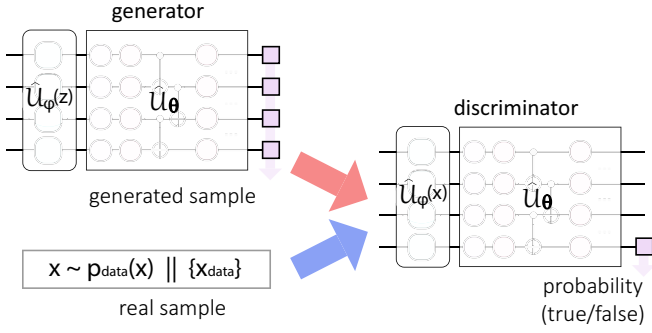 generator
Û_φ(z)
Û_θ
generated sample
x ~ p_data(x) || {x_data}
real sample
discriminator
Û_φ(x)
Û_θ
probability
(true/false)